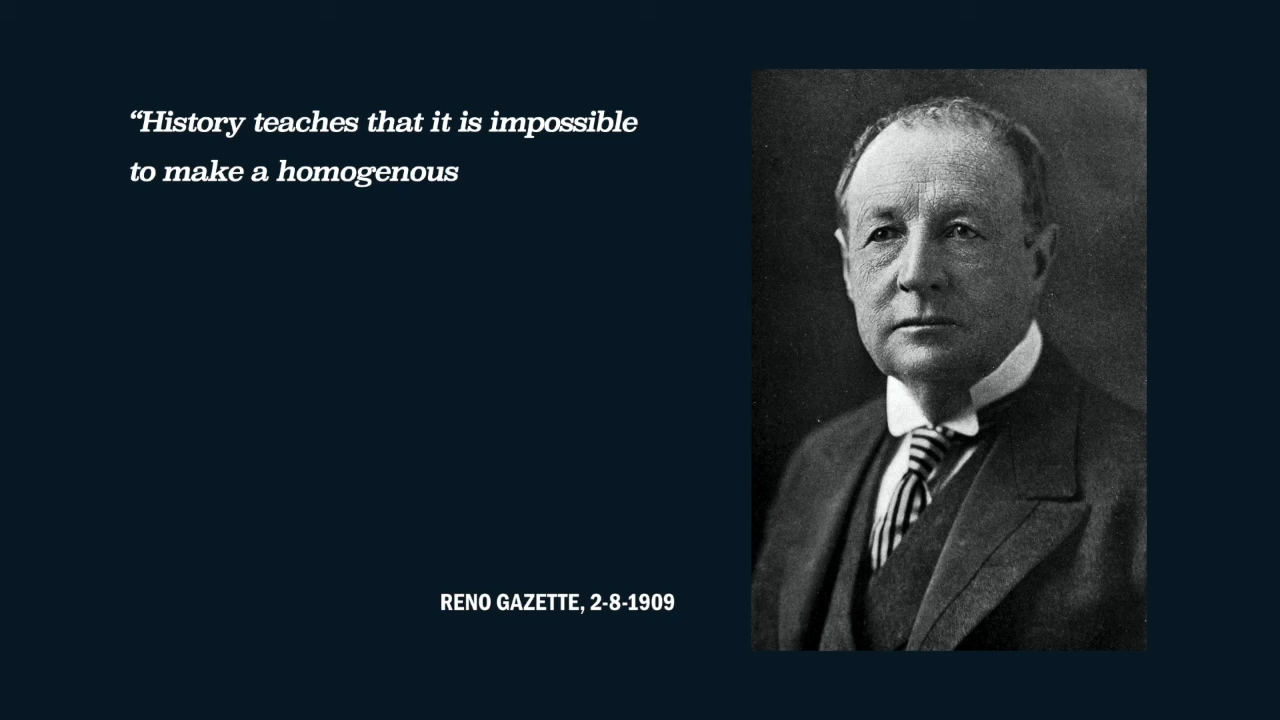 “History teaches that it is impossible
to make a homogenous
RENO GAZETTE, 2-8-1909